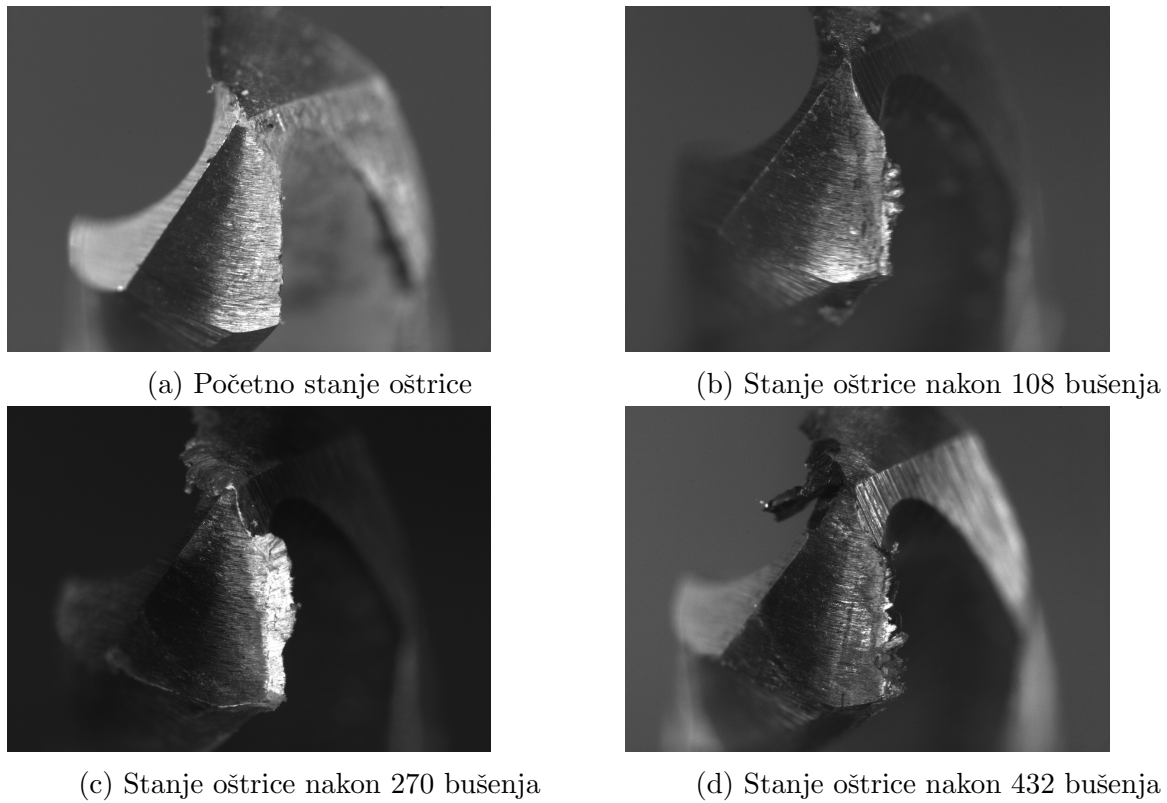 (a) Početno stanje oštrice
(b) Stanje oštrice nakon 108 bušenja
(c) Stanje oštrice nakon 270 bušenja
(d) Stanje oštrice nakon 432 bušenja